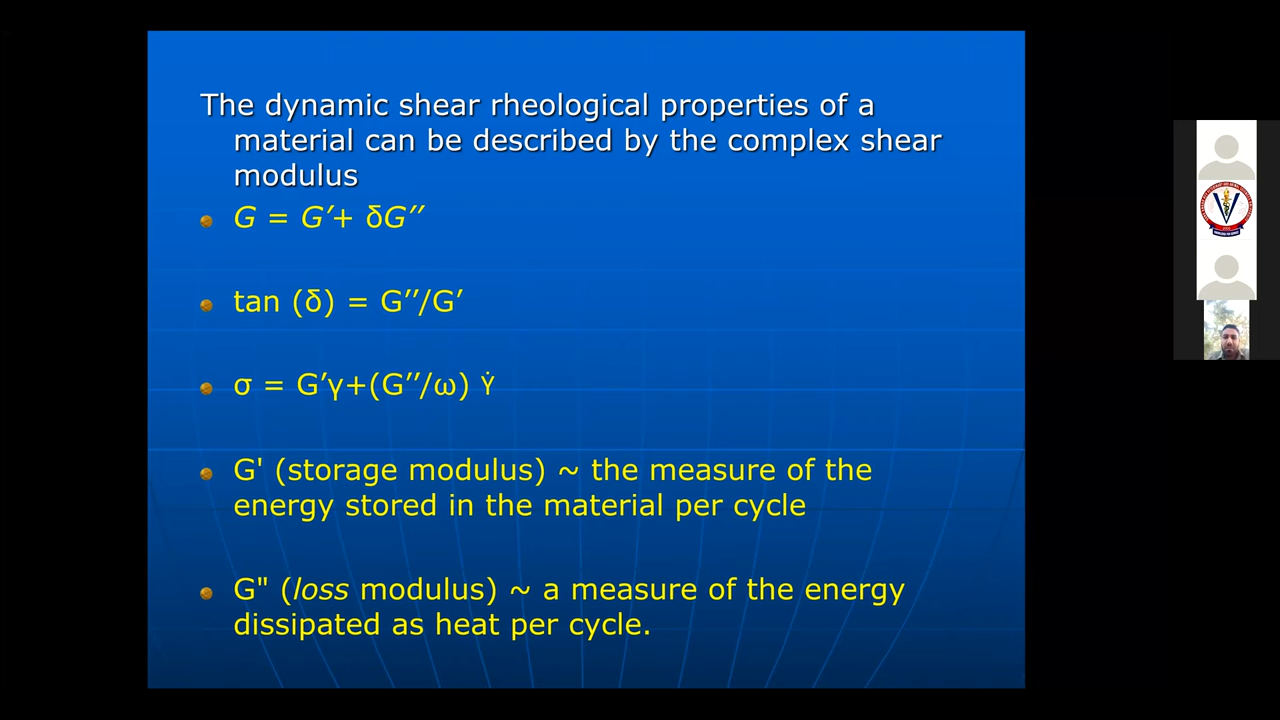 The dynamic shear rheological properties of a
material can be described by the complex shear
modulus
G = G′+ δG′′
tan (δ) = G′′/G′
σ = G′γ+(G′′/ω) Ẏ
G' (storage modulus) ~ the measure of the
energy stored in the material per cycle
G" (loss modulus) ~ a measure of the energy
dissipated as heat per cycle.